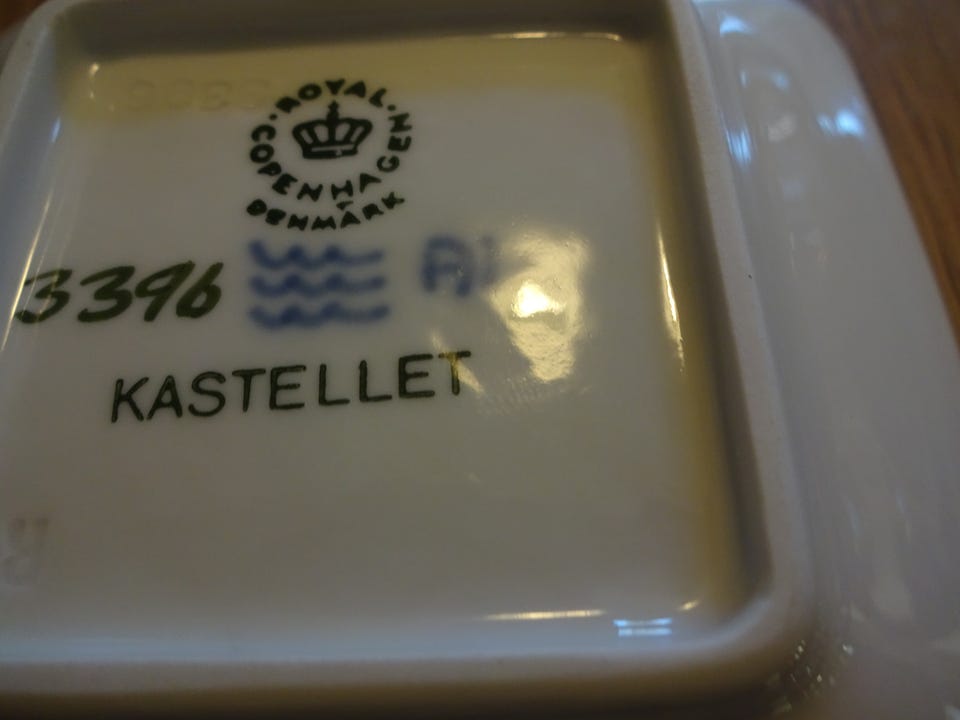 ROYAL
COPENHAGEN
DENMARK
3396
KASTELLET